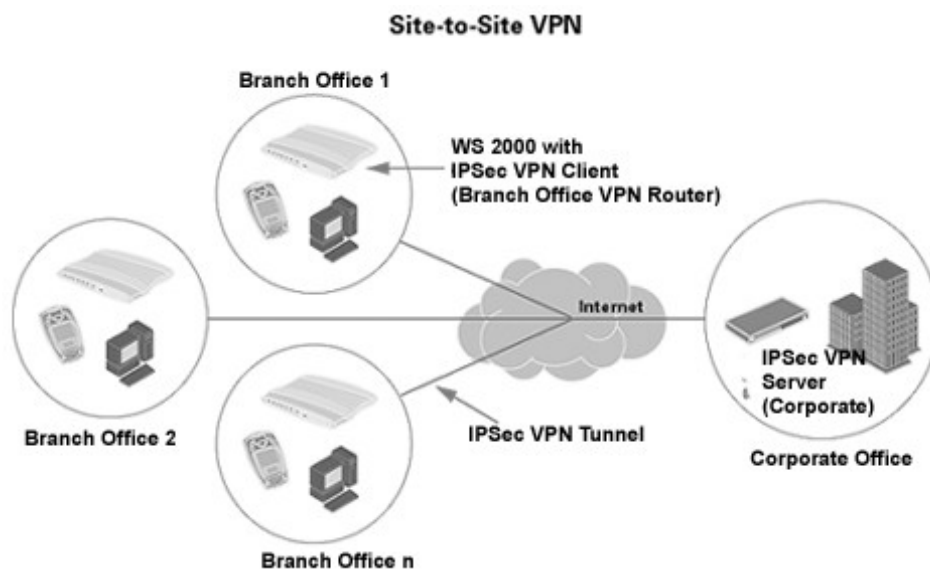 Site-to-Site VPN
Branch Office 1
WS 2000 with
IPSec VPN Client
(Branch Office VPN Router)
Internet
IPSec VPN
Server
(Corporate)
Branch Office 2
IPSec VPN Tunnel
Corporate Office
Branch Office n